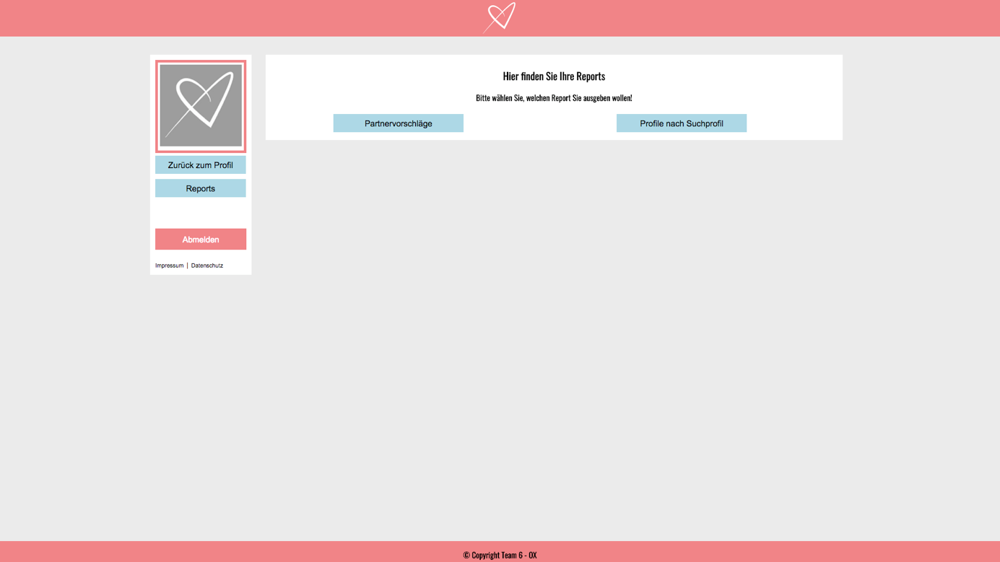 Hier finden Sie Ihre Reports
Bitte wählen Sie, welchen Report Sie ausgeben wollen!
Partnervorschläge
Profile nach Suchprofil
Zurück zum Profil
Reports
Abmelden
Impressum | Datenschutz
© Copyright Team 6 - OX